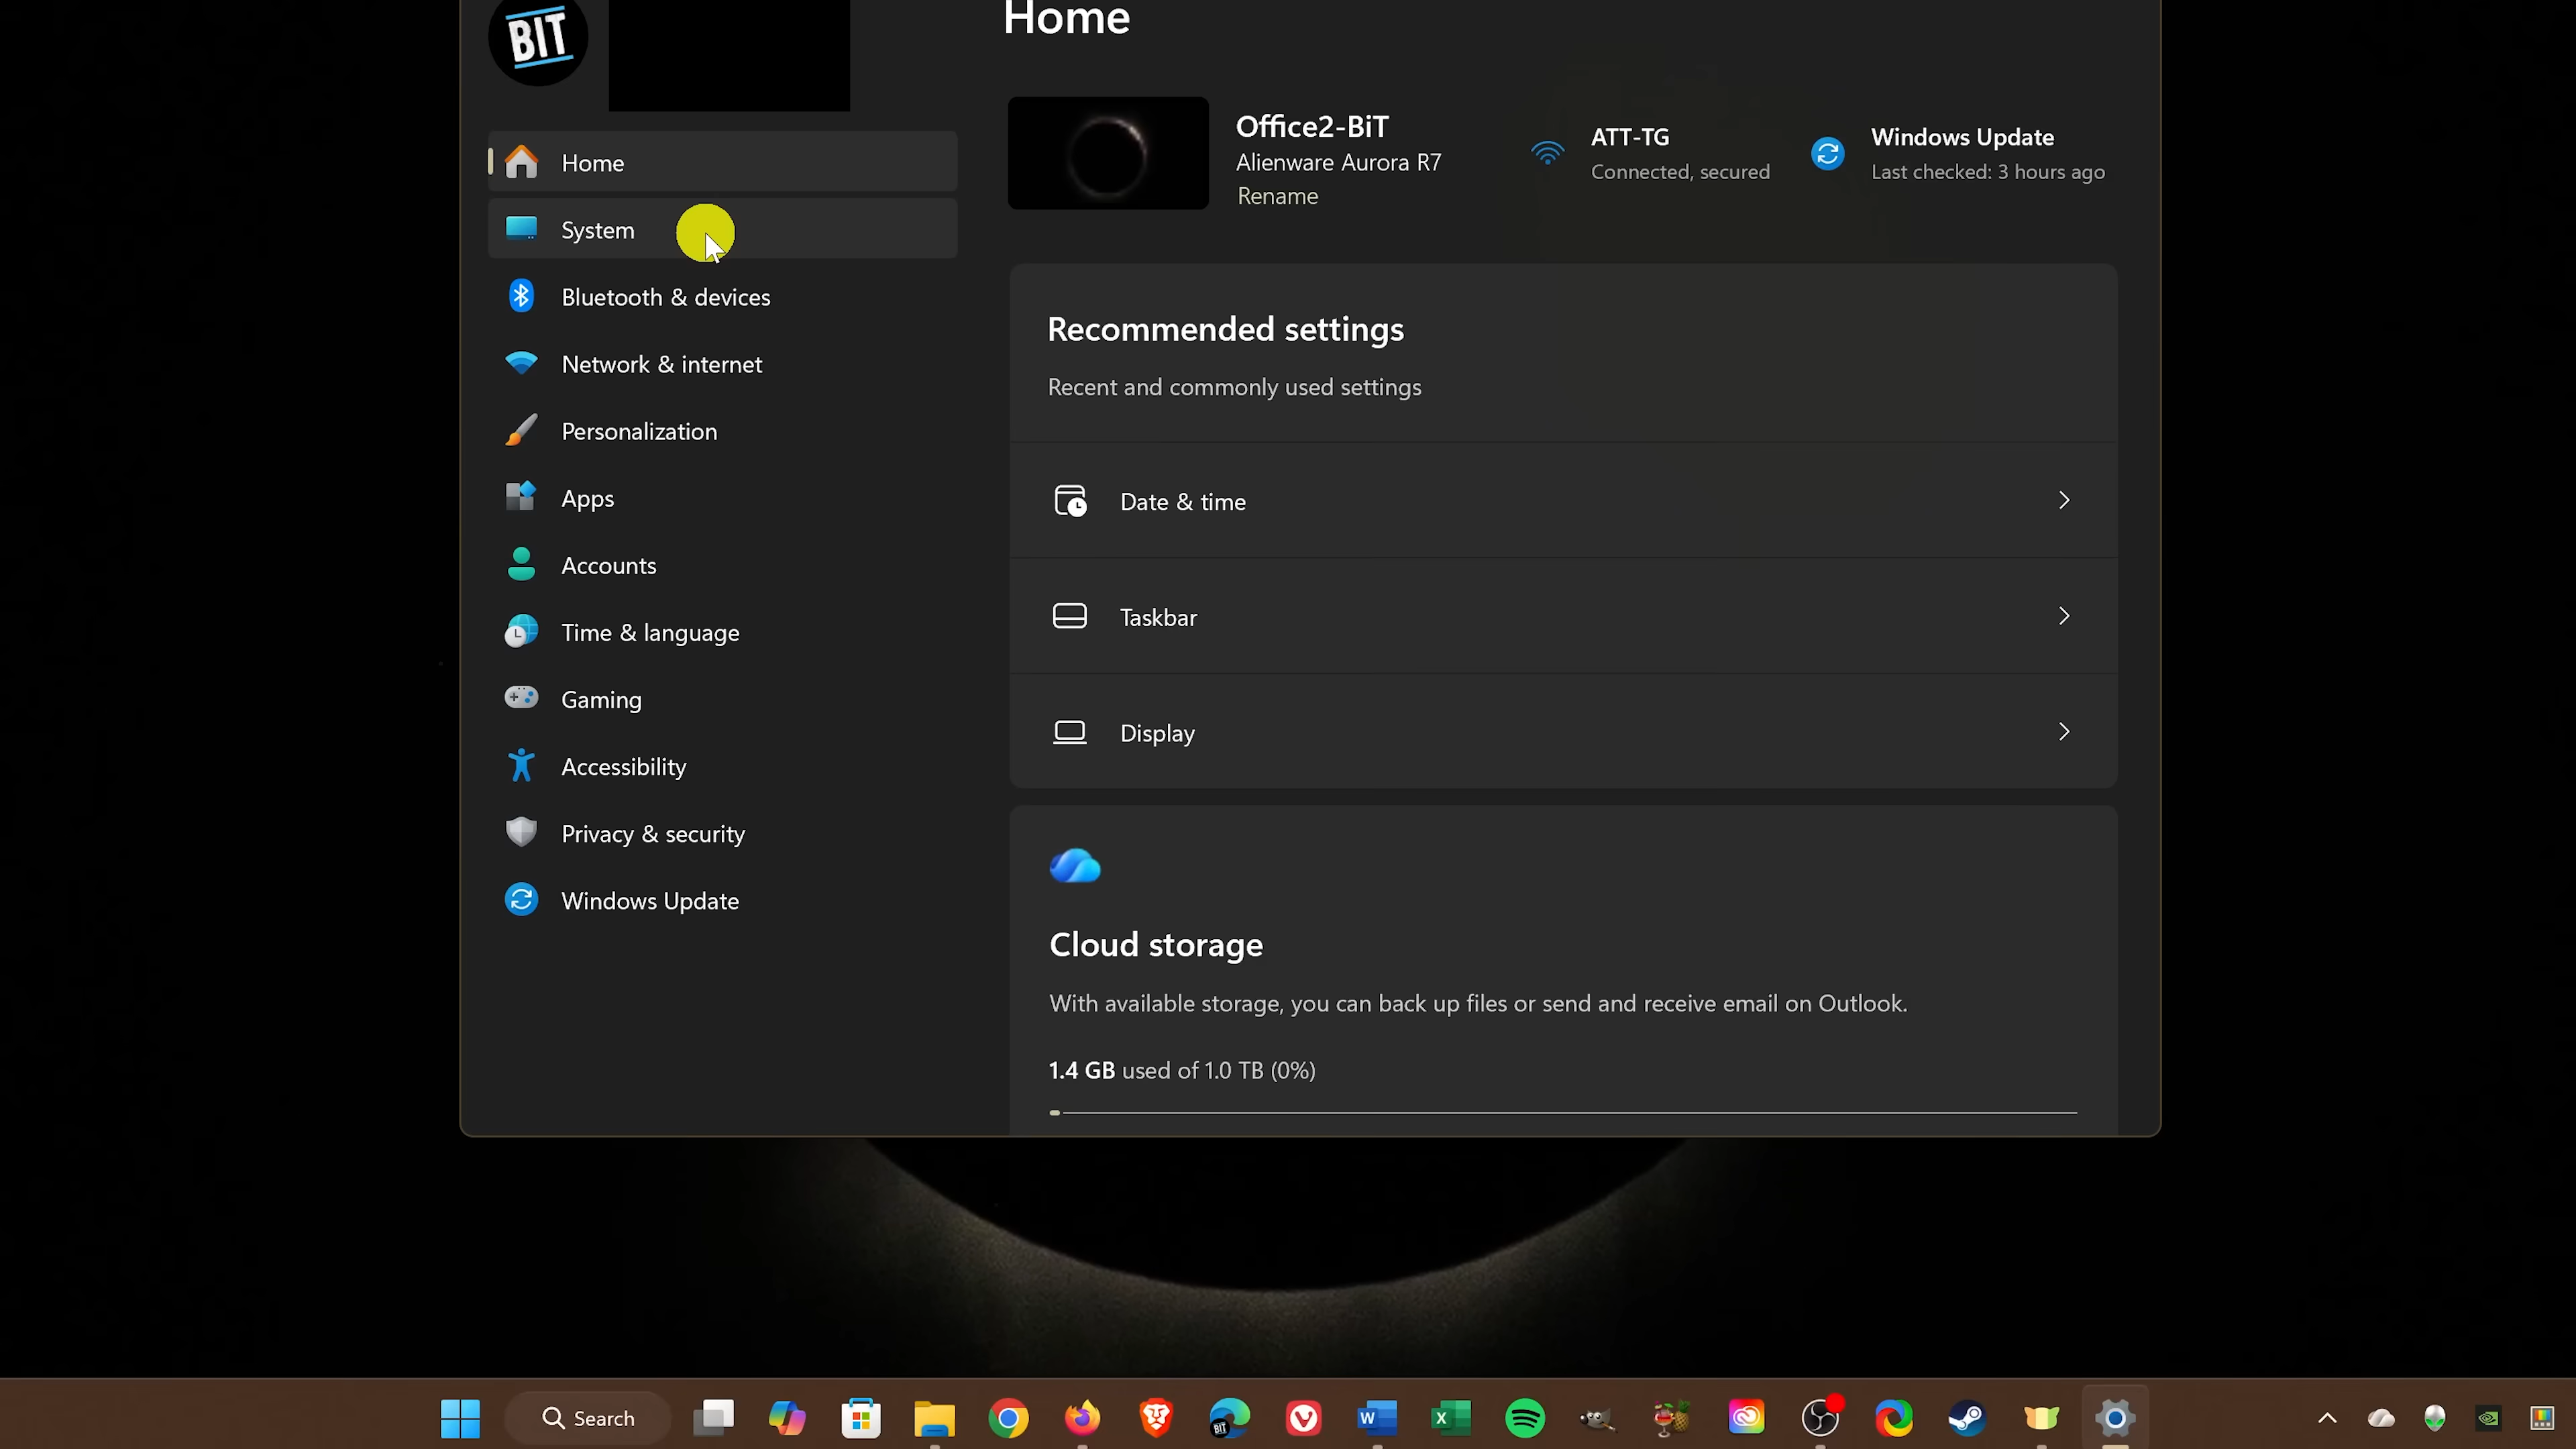 BIT
Home
Home
System
Bluetooth & devices
Network & internet
Personalization
Apps
Accounts
Time & language
Gaming
Accessibility
Privacy & security
Windows Update
Office2-BiT
Alienware Aurora R7
Rename
ATT-TG
Connected, secured
Windows Update
Last checked: 3 hours ago
Recommended settings
Recent and commonly used settings
Date & time
Taskbar
Display
Cloud storage
With available storage, you can back up files or send and receive email on Outlook.
1.4 GB used of 1.0 TB (0%)
Search
BIT
W
X